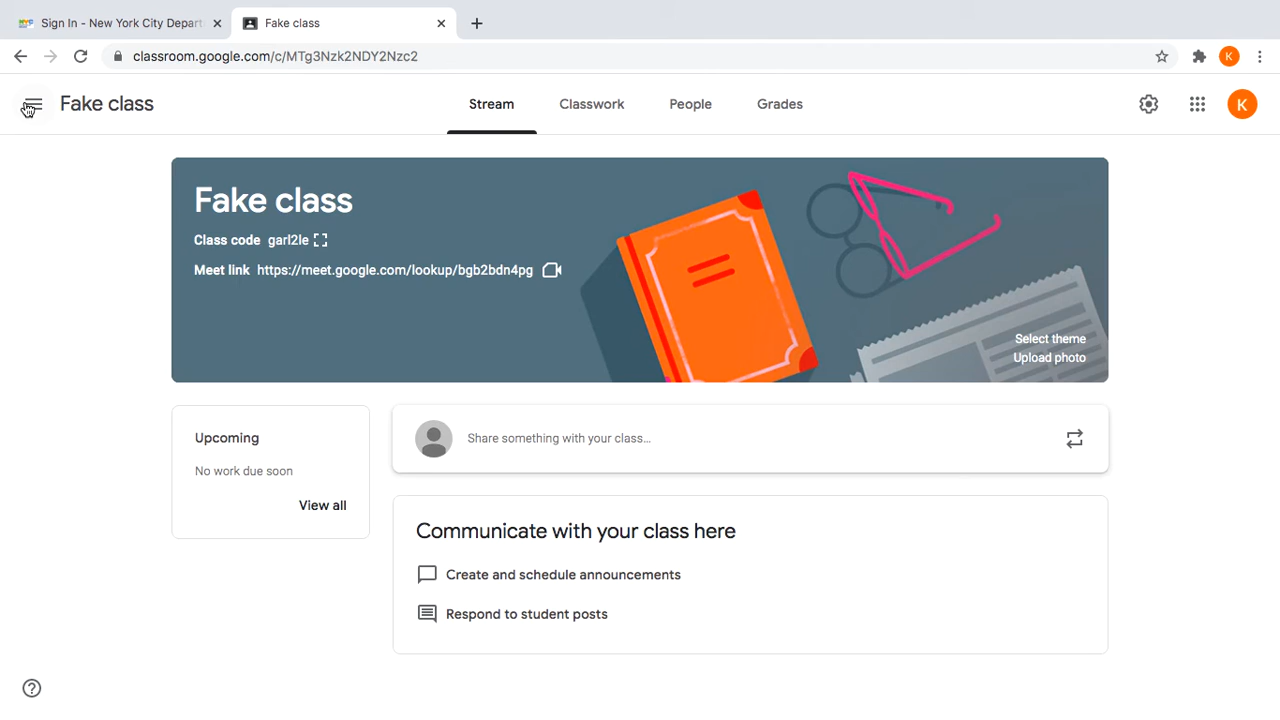 Sign In - New York City Depart
Fake class
classroom.google.com/c/MTg3Nzk2NDY2Nzc2
K
Fake class
Stream
Classwork
People
Grades
K
Fake class
Class code garl2le
Meet link https://meet.google.com/lookup/bgb2bdn4pg
Select theme
Upload photo
Upcoming
No work due soon
View all
Share something with your class...
Communicate with your class here
Create and schedule announcements
Respond to student posts